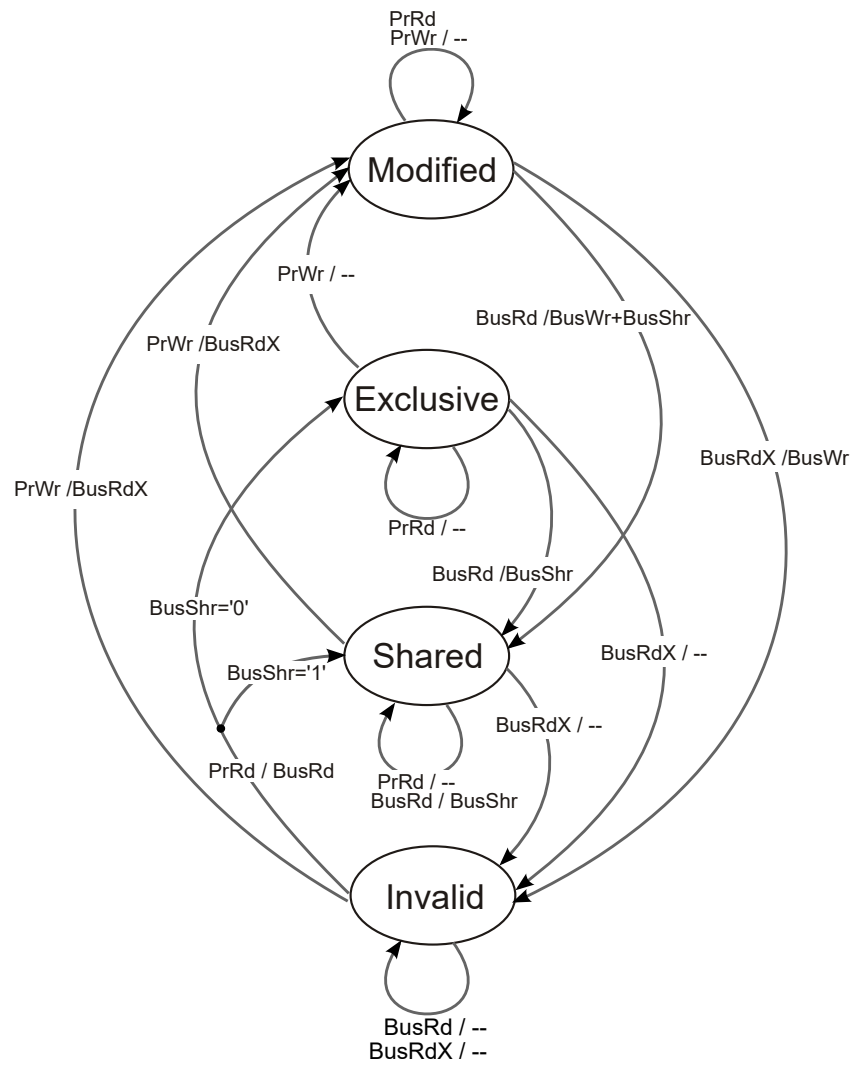 PrRd
PrWr / --
Modified
PrWr / --
BusRd /BusWr+BusShr
PrWr /BusRdX
Exclusive
BusRdX /BusWr
PrWr /BusRdX
PrRd / --
BusRd /BusShr
BusShr='0'
Shared
BusRdX / --
BusShr='1'
BusRdX / --
PrRd / BusRd
PrRd / --
BusRd / BusShr
Invalid
BusRd / --
BusRdX / --